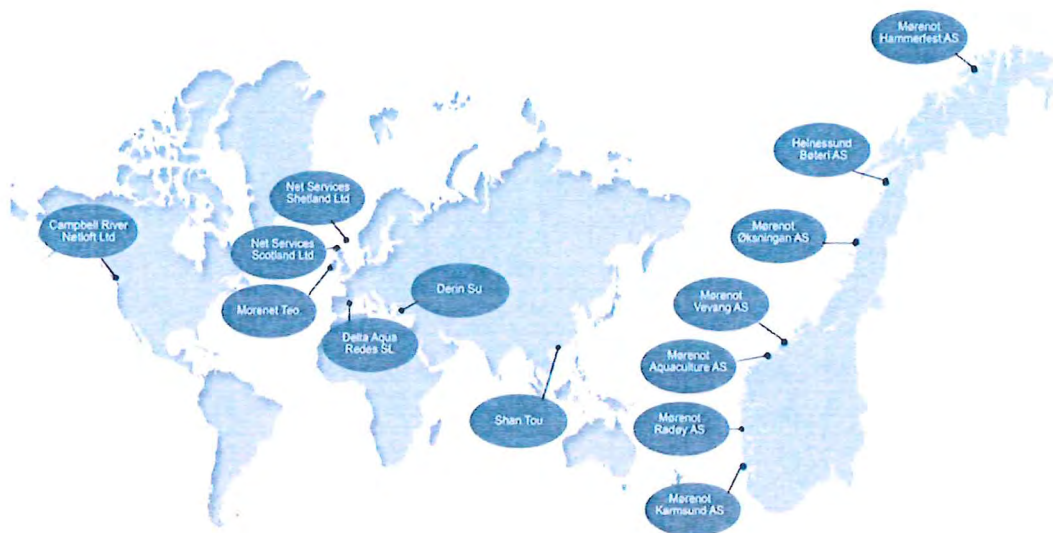 Mørenot
Hammerfest AS
Helnessund
Bøteri AS
Net Services
Shetland Ltd
Campbell River
Netloft Ltd
Net Services
Scotland Ltd
Mørenot
Øksningan AS
Morenet Teo
Derin Su
Mørenot
Vevang AS
Delta Aqua
Redes SL
Mørenot
Aquaculture AS
Shan Tou
Mørenot
Radøy AS
Mørenot
Karmsund AS